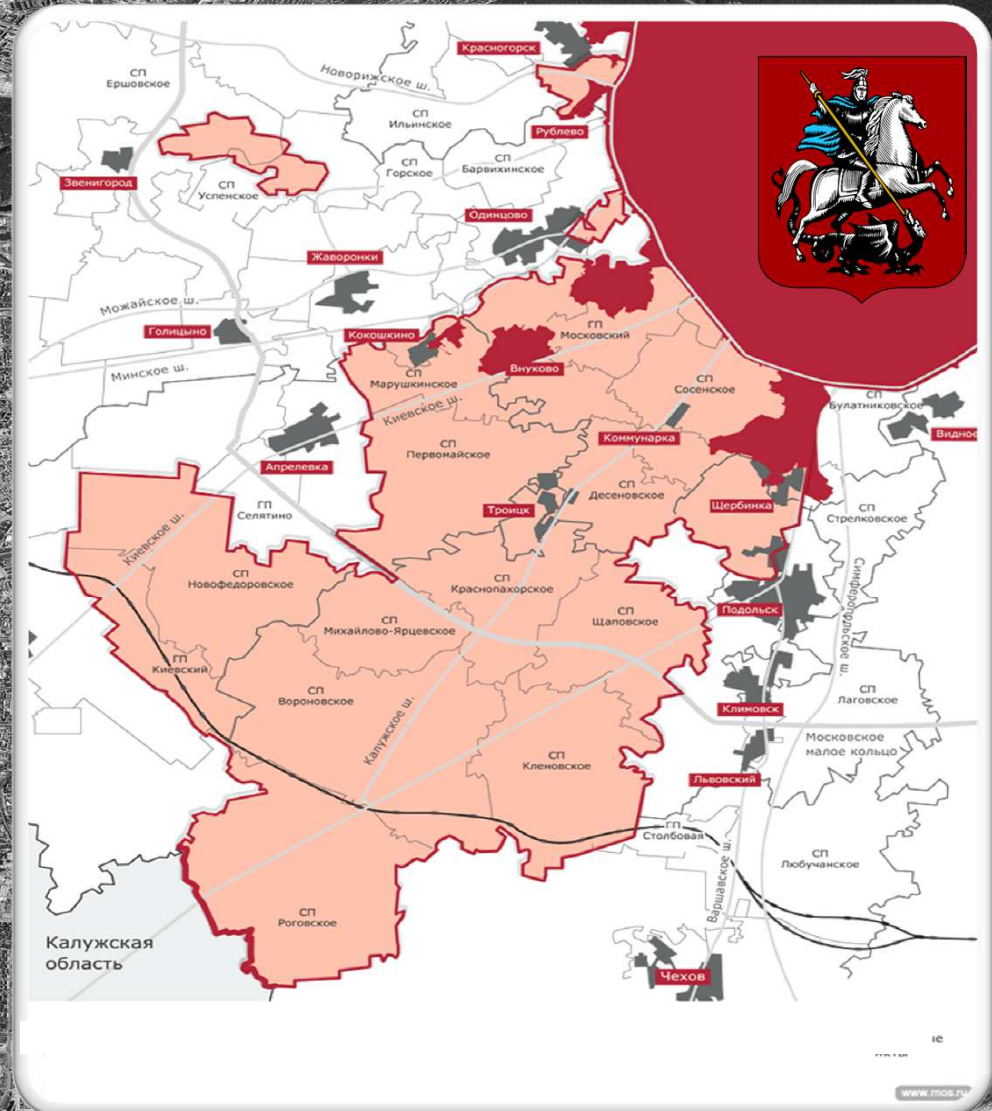 Красногорск
СП
Ершовское
Новорижское ш.
СП
Ильинское
Рублево
СП
Горское
СП
Барвихинское
Звенигород
СП
Успенское
Одинцово
Жаворонки
Можайское ш.
Голицыно
Кокошкино
ГП
Московский
Минское ш.
СП
Марушкинское
Внуково
СП
Сосенское
СП
Булатниковское
Киевское ш.
Коммунарка
Видное
СП
Первомайское
Апрелевка
СП
Десеновское
Троицк
Щербинка
ГП
Селятино
СП
Стрелковское
Киевское ш.
СП
Новофедоровское
СП
Краснопахорское
Симферопольское ш.
Подольск
СП
Михайлово-Ярцевское
СП
Щаповское
ГП
Киевский
СП
Вороновское
СП
Лаговское
Климовск
Калужское ш.
Московское
малое кольцо
СП
Кленовское
Львовский
ГП
Столбовая
СП
Любучанское
Варшавское ш.
СП
Роговское
Калужская
область
Чехов
www.mos.ru